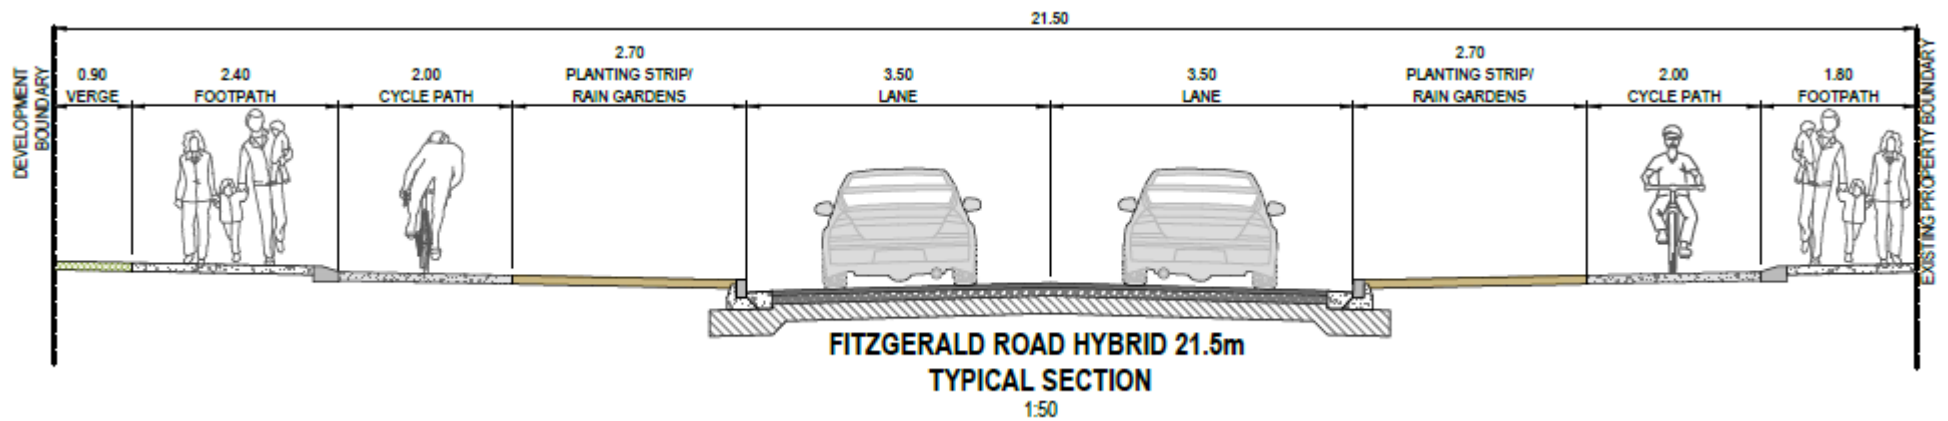 21.50
DEVELOPMENT
BOUNDARY
0.90
VERGE
2.40
FOOTPATH
2.00
CYCLE PATH
2.70
PLANTING STRIP/
RAIN GARDENS
3.50
LANE
3.50
LANE
2.70
PLANTING STRIP/
RAIN GARDENS
2.00
CYCLE PATH
1.80
FOOTPATH
EXISTING PROPERTY BOUNDARY
FITZGERALD ROAD HYBRID 21.5m
TYPICAL SECTION
1:50